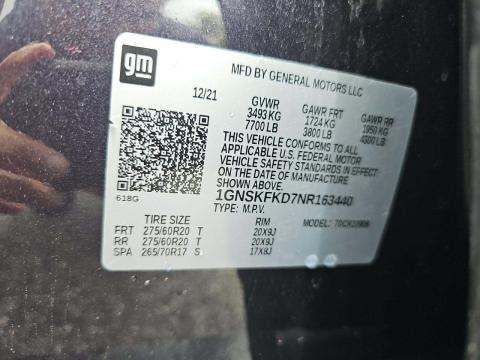 gm
MFD BY GENERAL MOTORS LLC
12/21
GVWR GAWR FRT GAWR RR
3493 KG 1724 KG 1950 KG
7700 LB 3800 LB 4300 LB
THIS VEHICLE CONFORMS TO ALL
APPLICABLE U.S. FEDERAL MOTOR
VEHICLE SAFETY STANDARDS IN EFFECT
ON THE DATE OF MANUFACTURE
SHOWN ABOVE.
618G
1GNSKFKD7NR163440
TYPE: M.P.V. MODEL:
TIRE SIZE RIM
FRT 275/60R20 T 20X9J
RR 275/60R20 T 20X9J
SPA 265/70R17 S 17X8J